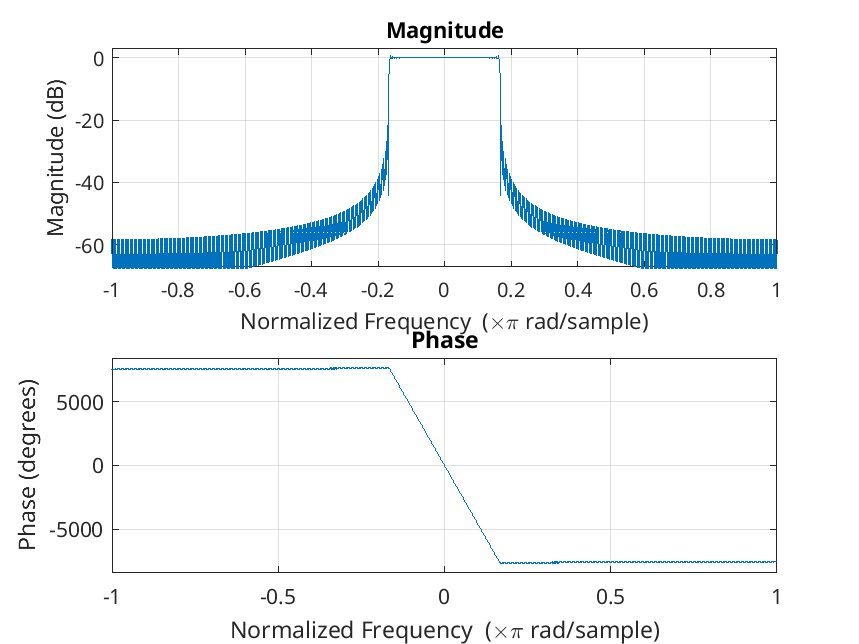 Magnitude
0
-20
-40
-60
Magnitude (dB)
-1 -0.8 -0.6 -0.4 -0.2 0 0.2 0.4 0.6 0.8 1
Normalized Frequency (×π rad/sample)
Phase
5000
0
-5000
Phase (degrees)
-1 -0.5 0 0.5 1
Normalized Frequency (×π rad/sample)